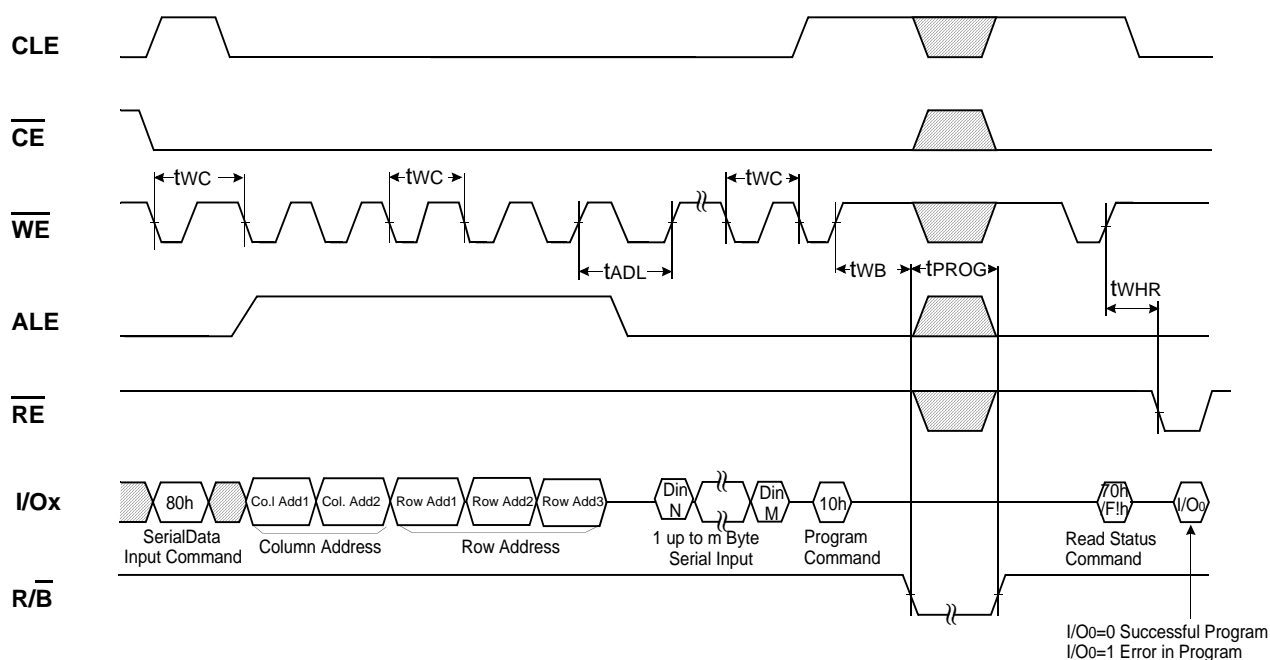 CLE
CE
tWC
tWC
tWC
WE
tADL
tWB
tPROG
tWHR
ALE
RE
I/Ox
80h
Co.l Add1
Col. Add2
Row Add1
Row Add2
Row Add3
Din
N
Din
M
10h
70h
/F!h
I/O0
SerialData
Input Command
Column Address
Row Address
1 up to m Byte
Serial Input
Program
Command
Read Status
Command
R/B
I/O0=0 Successful Program
I/O0=1 Error in Program